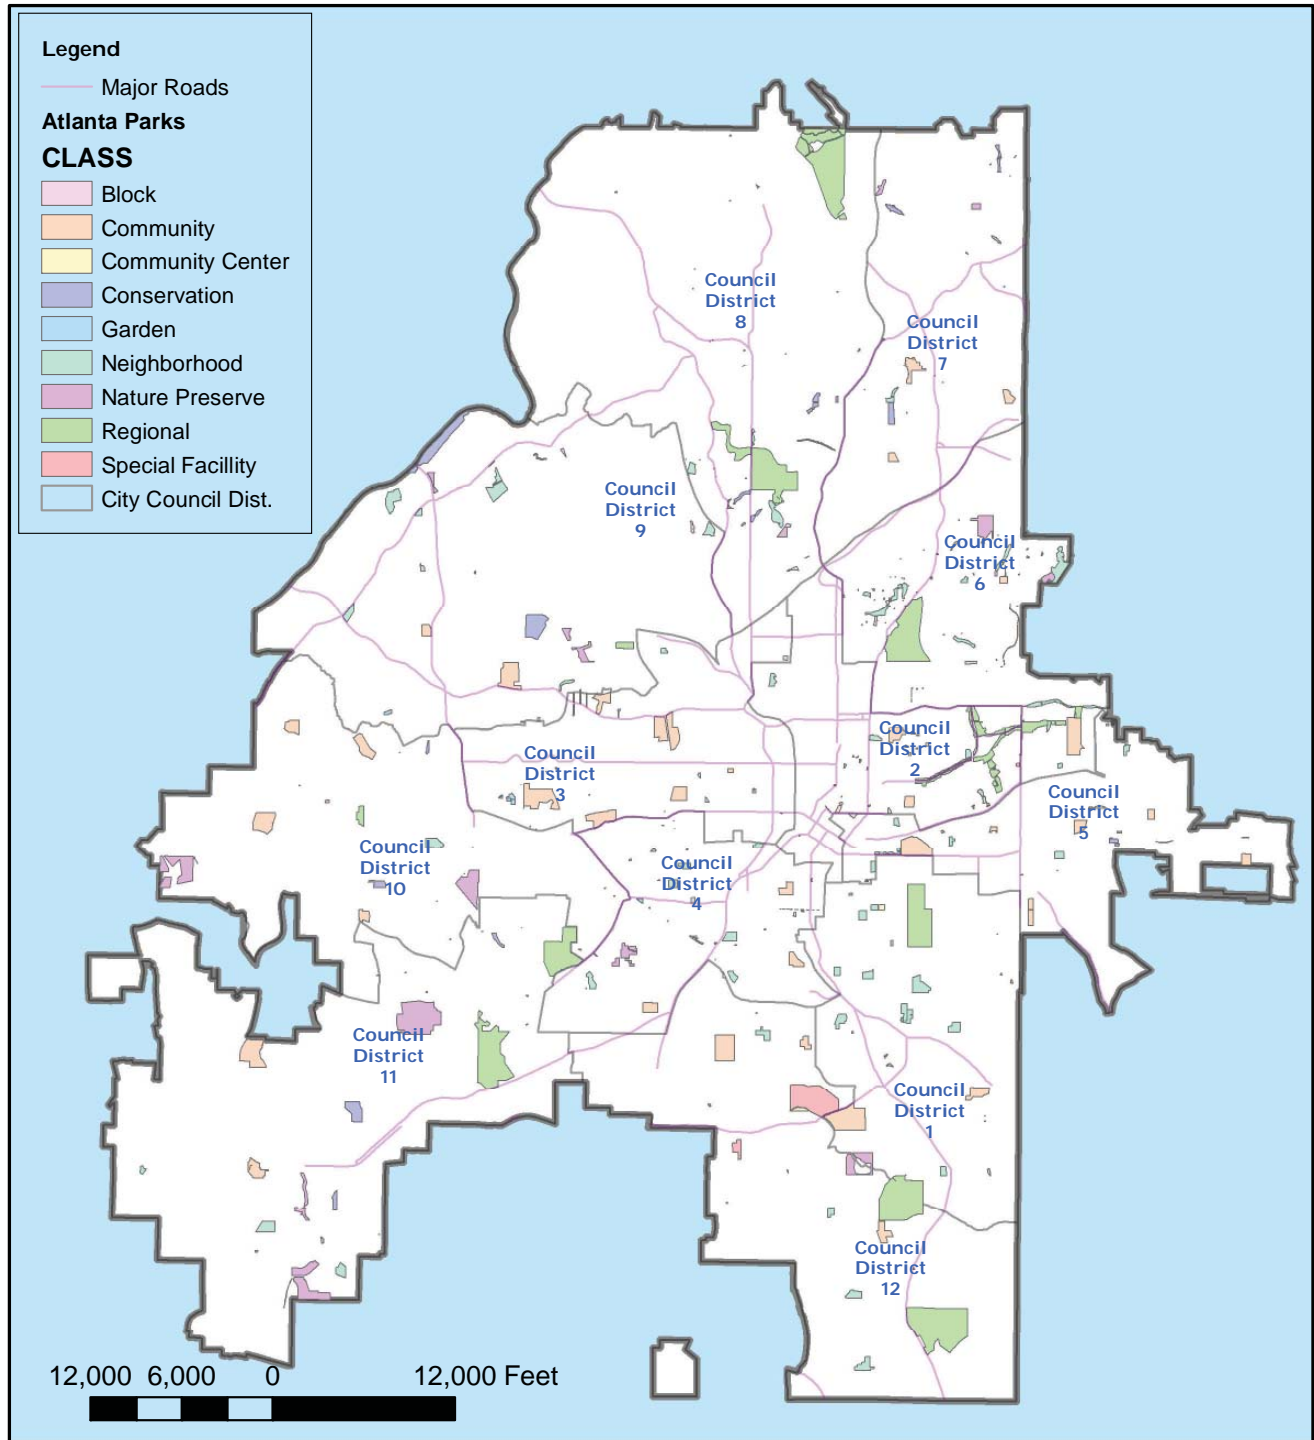 Legend
Major Roads
Atlanta Parks
CLASS
Block
Community
Community Center
Conservation
Garden
Neighborhood
Nature Preserve
Regional
Special Facillity
City Council Dist.
Council
District
8
Council
District
7
Council
District
9
Council
District
6
Council
District
2
Council
District
3
Council
District
5
Council
District
10
Council
District
4
Council
District
11
Council
District
1
Council
District
12
12,000 6,000 0 12,000 Feet